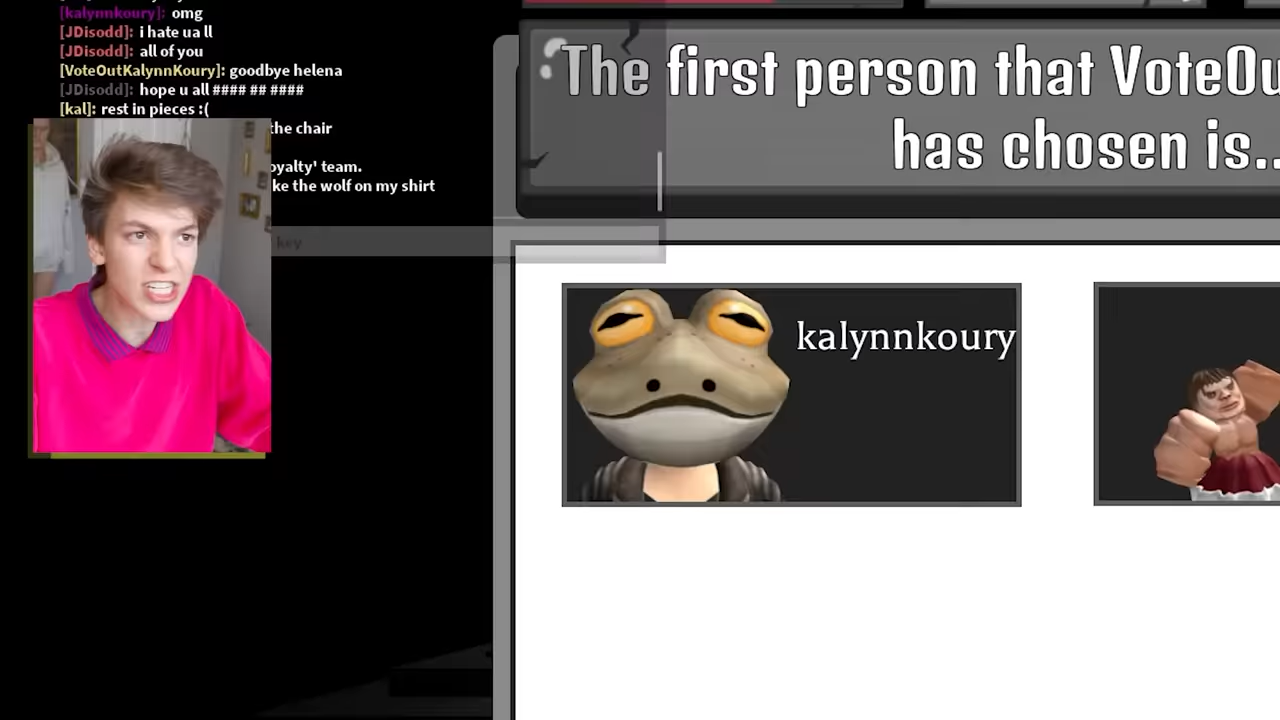 [kalynnkoury]: omg
[JDisodd]: i hate ua ll
[JDisodd]: all of you
[VoteOutKalynnKoury]: goodbye helena
[JDisodd]: hope u all #### ## ####
[kal]: rest in pieces :(
the chair
oyalty' team.
ke the wolf on my shirt
key
The first person that VoteOu
has chosen is..
kalynnkoury